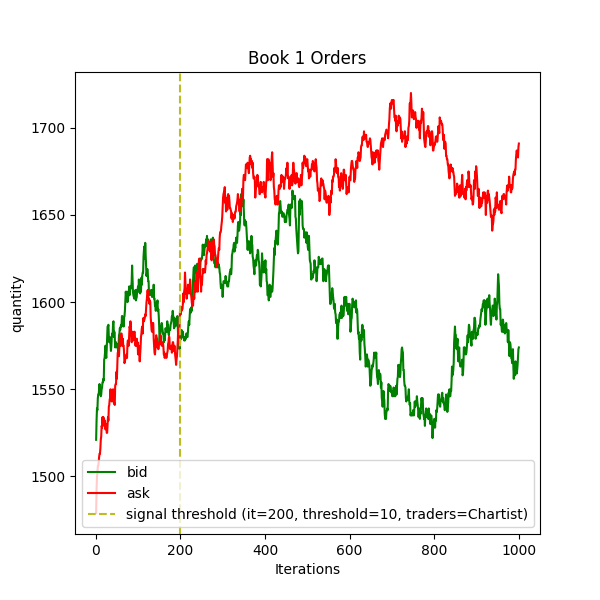 Book 1 Orders
quantity
1700
1650
1600
1550
1500
bid
ask
signal threshold (it=200, threshold=10, traders=Chartist)
0 200 400 600 800 1000
Iterations